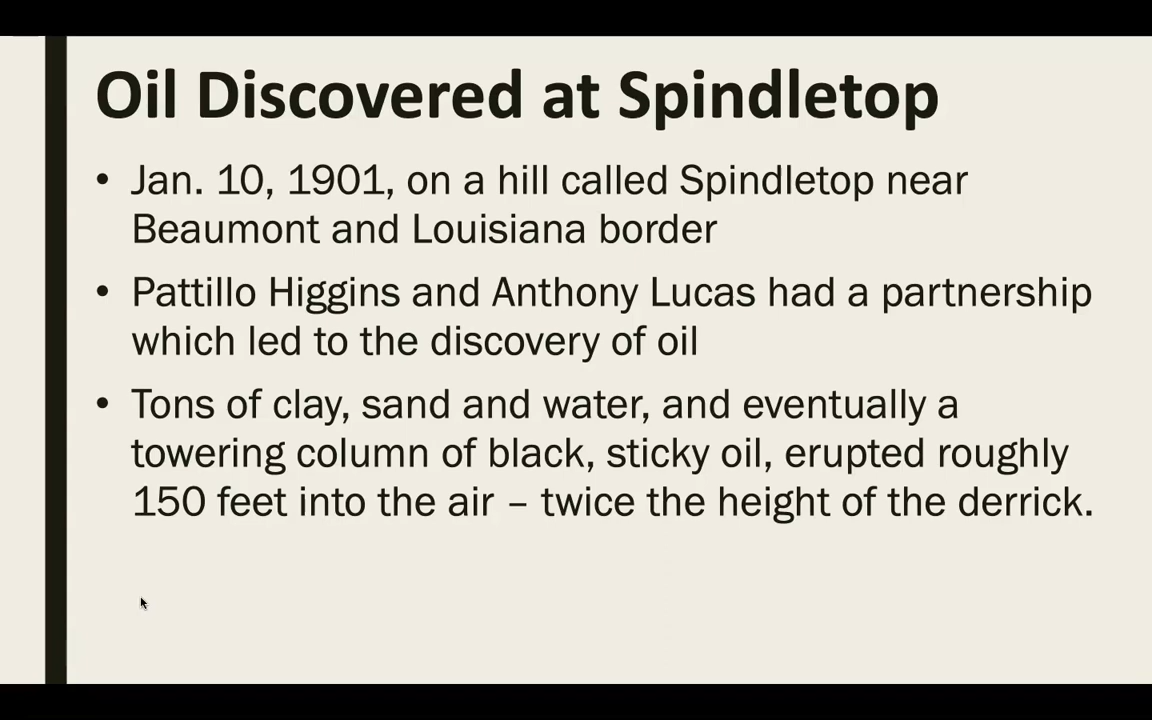 Oil Discovered at Spindletop
• Jan. 10, 1901, on a hill called Spindletop near
Beaumont and Louisiana border
• Pattillo Higgins and Anthony Lucas had a partnership
which led to the discovery of oil
• Tons of clay, sand and water, and eventually a
towering column of black, sticky oil, erupted roughly
150 feet into the air – twice the height of the derrick.